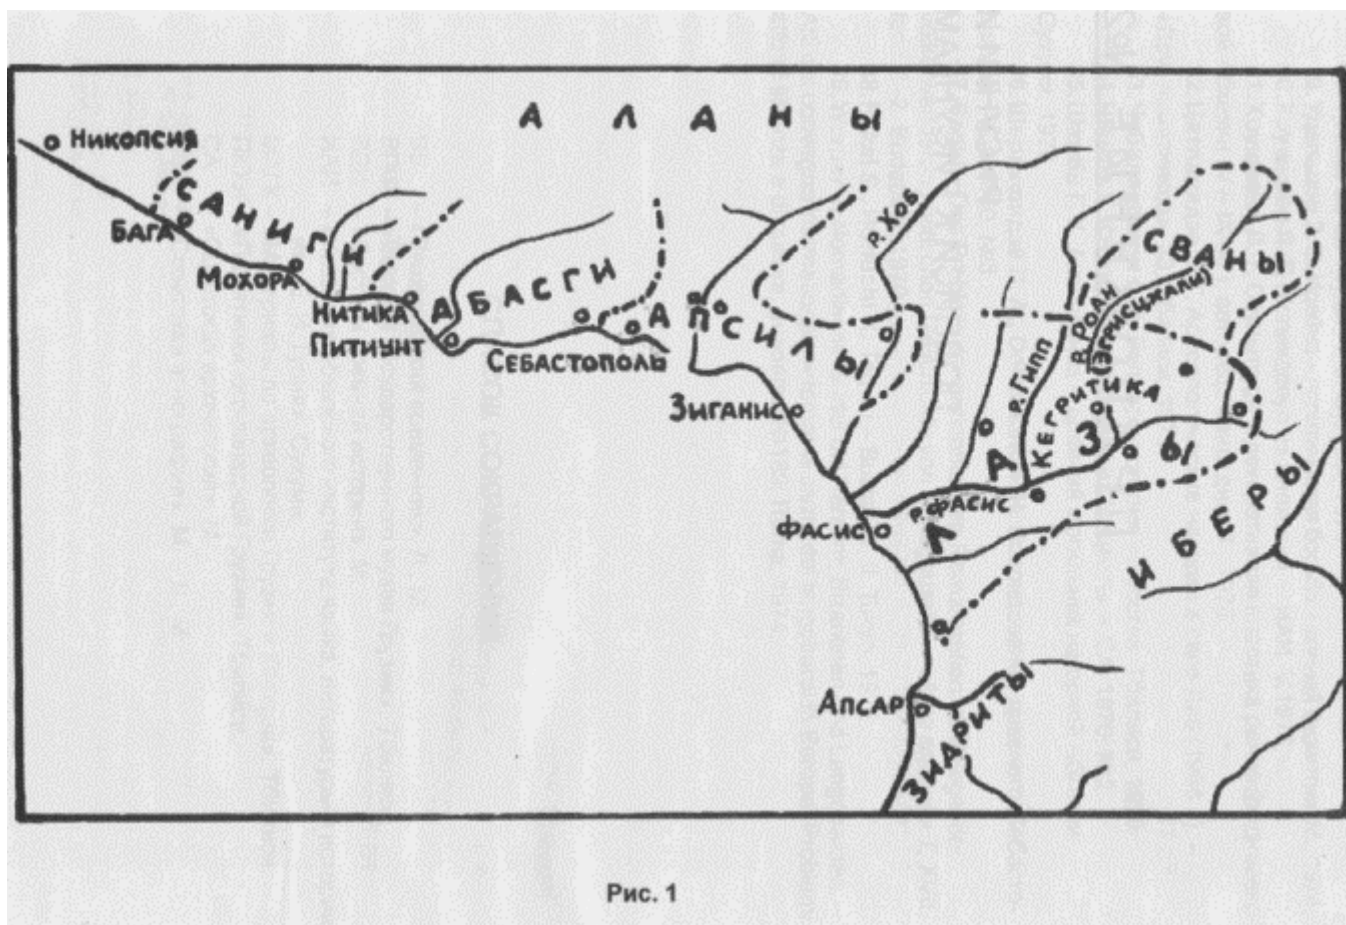 АЛАНЫ
Никопсия
САНИГИ
БАГА
МОХОРА
НИТИКА
ПИТИУНТ
АБАСГИ
СЕБАСТОПОЛЬ
АПСИЛЫ
ЗИГАНИС
р. Хоб
СВАНЫ
р. РОАН
(ЭГРИСЦКАЛИ)
р. ГИПП
КЕГРИТИКА
ЛАЗЫ
ФАСИС
р. ФАСИС
ИБЕРЫ
АПСАР
ЗИДРИТЫ
Рис. 1